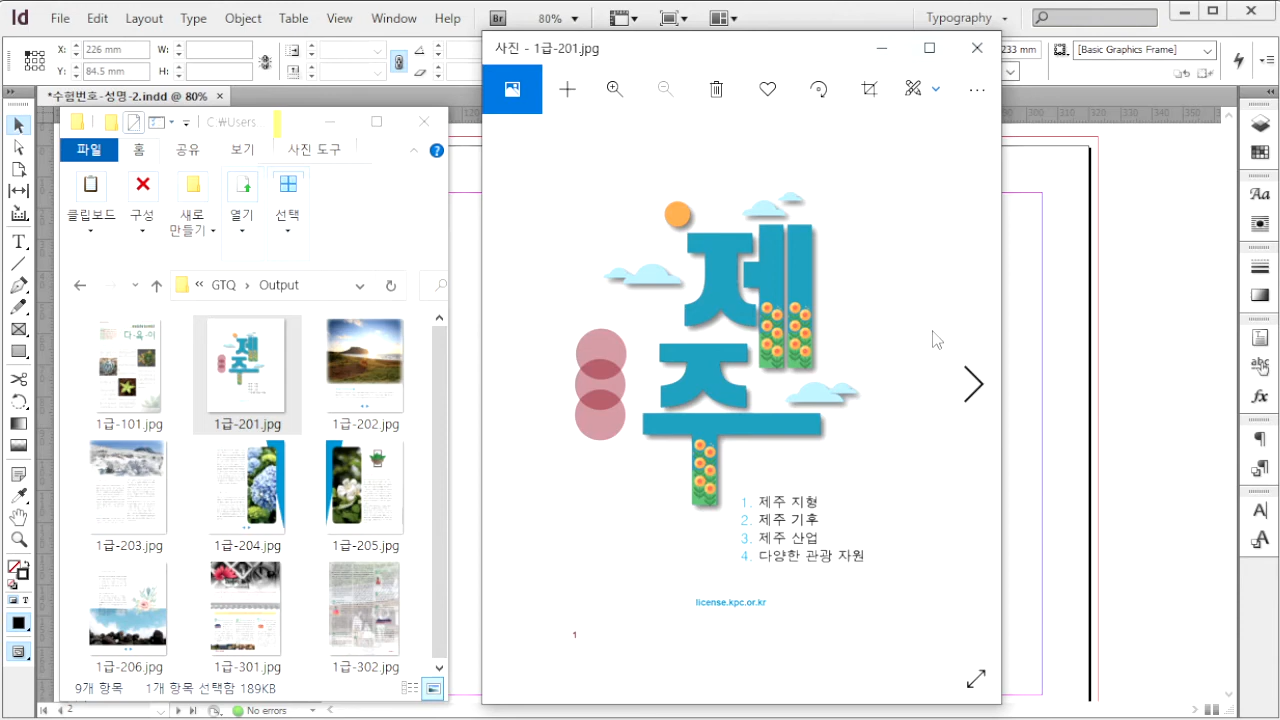 Id File Edit Layout Type Object Table View Window Help Br 80% Typography
X: 226 mm W: 233 mm [Basic Graphics Frame]
Y: 84.5 mm H:
*수험번호-성명-2.indd @ 80% ×
사진 - 1급-201.jpg
C:₩Users...
파일 홈 공유 보기 사진 도구
클립보드 구성 새로 만들기 열기 선택
GTQ > Output
1급-101.jpg 1급-201.jpg 1급-202.jpg
1급-203.jpg 1급-204.jpg 1급-205.jpg
1급-206.jpg 1급-301.jpg 1급-302.jpg
9개 항목 1개 항목 선택함 189KB
제
주
1. 제주 지형
2. 제주 기후
3. 제주 산업
4. 다양한 관광 자원
license.kpc.or.kr
1
300 310 320 330 340 350
2 No errors